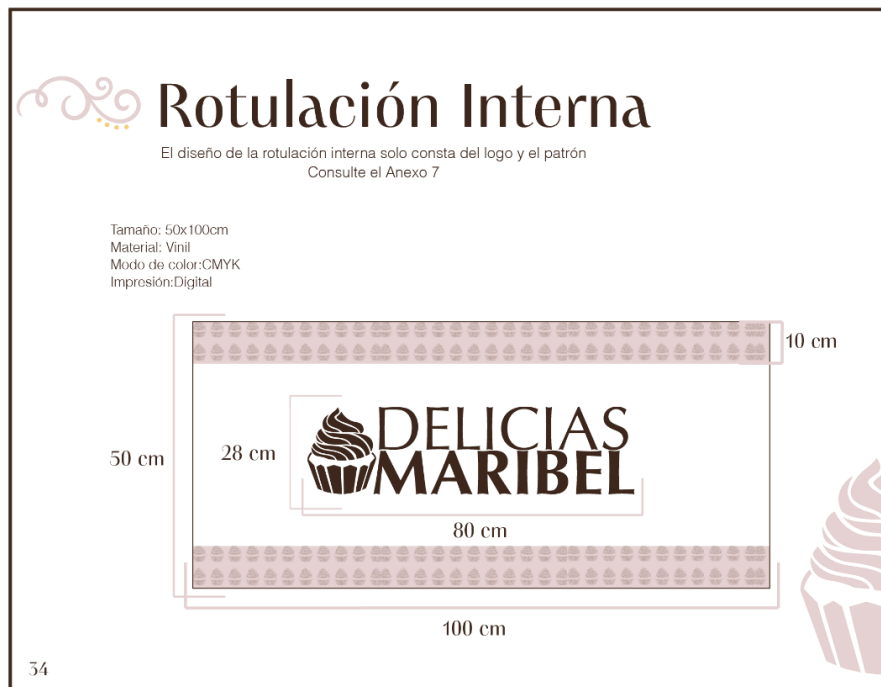 Rotulación Interna
El diseño de la rotulación interna solo consta del logo y el patrón
Consulte el Anexo 7
Tamaño: 50x100cm
Material: Vinil
Modo de color:CMYK
Impresión:Digital
10 cm
DELICIAS
MARIBEL
28 cm
50 cm
80 cm
100 cm
34